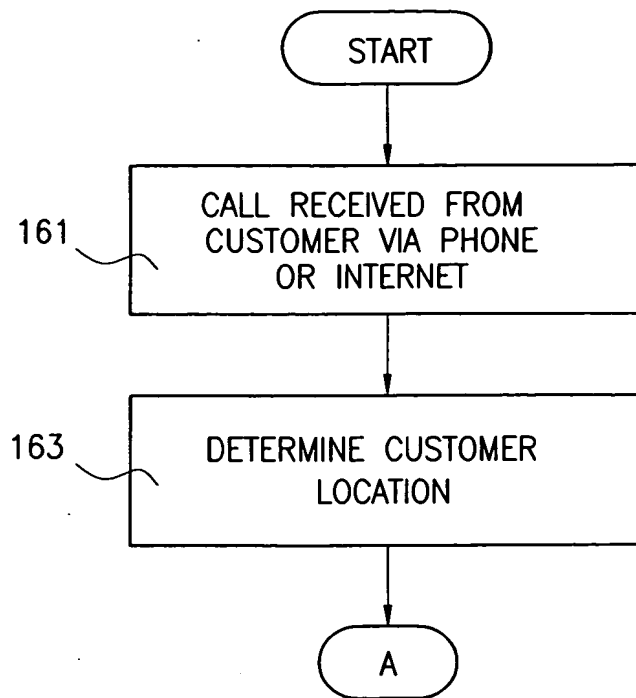 START
161
CALL RECEIVED FROM
CUSTOMER VIA PHONE
OR INTERNET
163
DETERMINE CUSTOMER
LOCATION
A